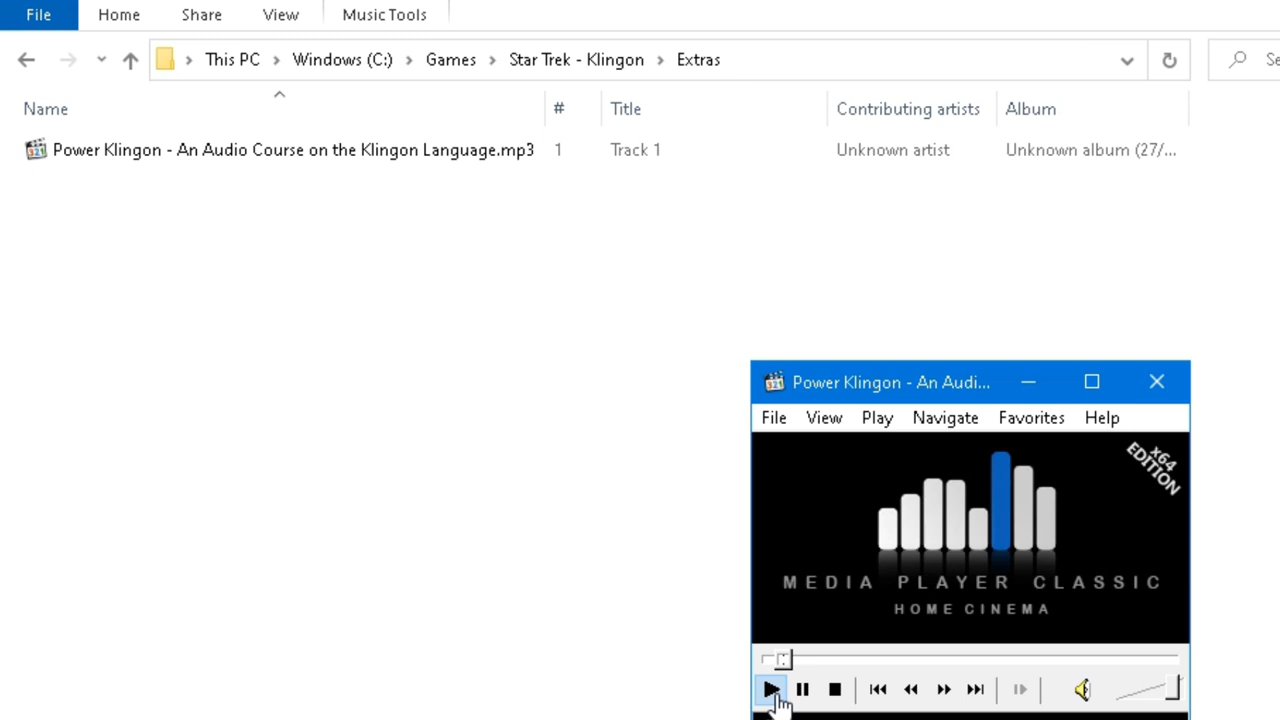 File Home Share View Music Tools
This PC Windows (C:) Games Star Trek - Klingon Extras Se
Name # Title Contributing artists Album
Power Klingon - An Audio Course on the Klingon Language.mp3 1 Track 1 Unknown artist Unknown album (27/...
Power Klingon - An Audi...
File View Play Navigate Favorites Help
x64
EDITION
MEDIA PLAYER CLASSIC
HOME CINEMA